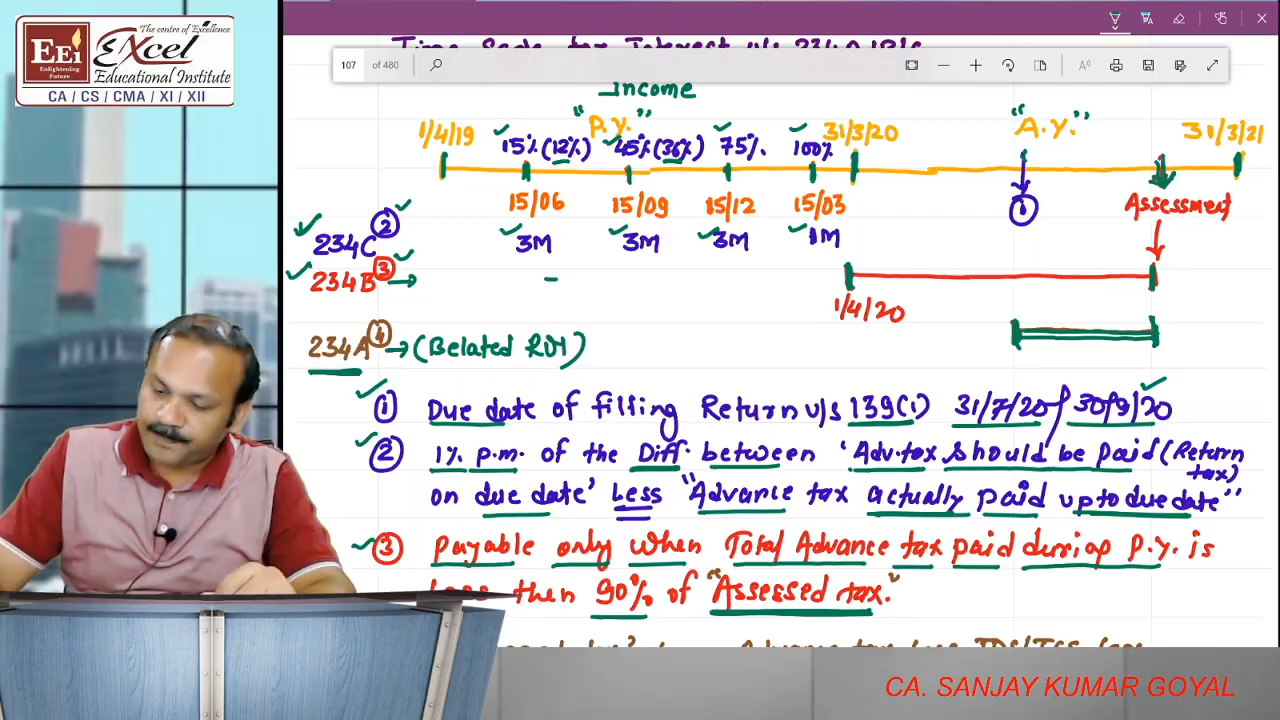 The centre of Excellence
EEi
Enlightening
Future
Excel
Educational Institute
CA / CS / CMA / XI / XII
107 of 480
Income
"P.Y."
"A.Y."
1/4/19
15%(12%)
45%(36%)
75%
100%
31/3/20
31/3/21
15/06
15/09
15/12
15/03
Assessment
234C ②
3M
3M
3M
1M
234B ③ →
1/4/20
234A ④ → (Belated ROI)
① Due date of filling Return u/s 139(1) 31/7/20 / 30/9/20
② 1% p.m. of the Diff. between 'Adv.tax should be paid (Return tax)
on due date' Less "Advance tax actually paid upto due date"
③ payable only when Total Advance tax paid during P.Y. is
then 90% of "Assessed tax."
CA. SANJAY KUMAR GOYAL